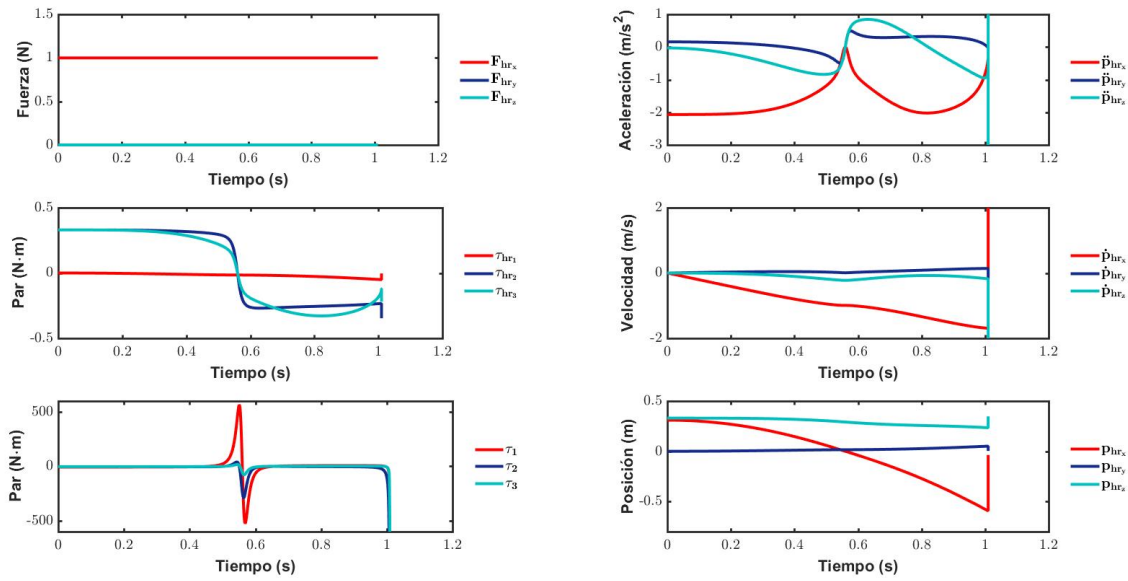 1.5
1
0.5
0
Fuerza (N)
0 0.2 0.4 0.6 0.8 1 1.2
Tiempo (s)
F_hr_x
F_hr_y
F_hr_z
1
0
-1
-2
-3
Aceleración (m/s²)
0 0.2 0.4 0.6 0.8 1 1.2
Tiempo (s)
p̈_hr_x
p̈_hr_y
p̈_hr_z
0.5
0
-0.5
Par (N·m)
0 0.2 0.4 0.6 0.8 1 1.2
Tiempo (s)
τ_hr_1
τ_hr_2
τ_hr_3
2
0
-2
Velocidad (m/s)
0 0.2 0.4 0.6 0.8 1 1.2
Tiempo (s)
ṗ_hr_x
ṗ_hr_y
ṗ_hr_z
500
0
-500
Par (N·m)
0 0.2 0.4 0.6 0.8 1 1.2
Tiempo (s)
τ_1
τ_2
τ_3
0.5
0
-0.5
Posición (m)
0 0.2 0.4 0.6 0.8 1 1.2
Tiempo (s)
p_hr_x
p_hr_y
p_hr_z